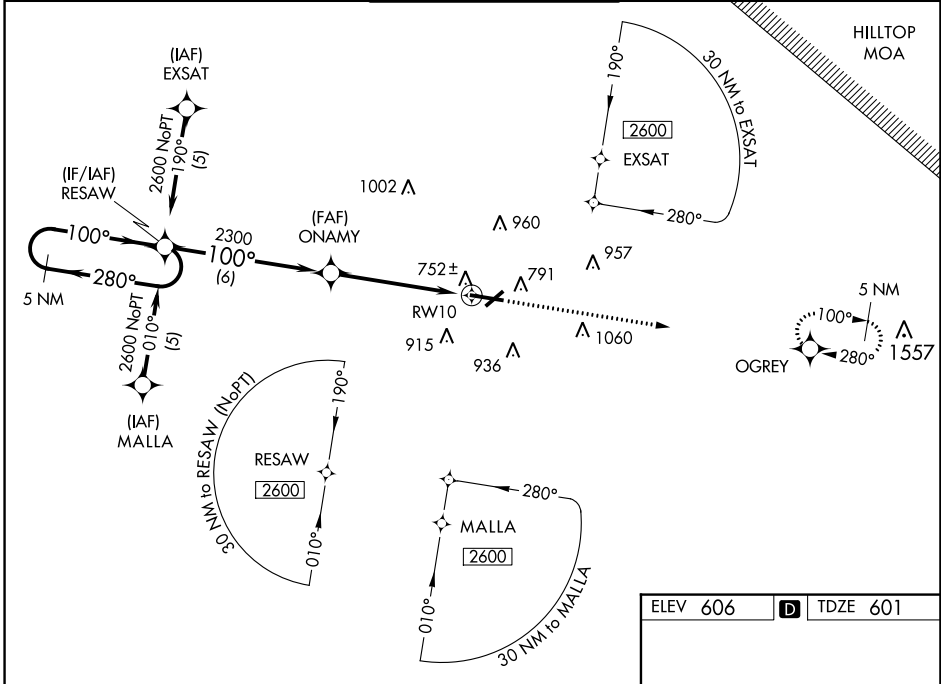 HILLTOP
MOA
(IAF)
EXSAT
2600 NoPT
190°
(5)
190°
30 NM to EXSAT
2600
EXSAT
280°
(IF/IAF)
RESAW
1002
(FAF)
ONAMY
960
957
100°
2300
100°
(6)
752±
791
280°
5 NM
RW10
5 NM
100°
1060
915
936
OGREY
280°
1557
2600 NoPT
010°
(5)
(IAF)
MALLA
30 NM to RESAW (NoPT)
190°
RESAW
2600
010°
280°
MALLA
2600
010°
30 NM to MALLA
ELEV 606 D TDZE 601